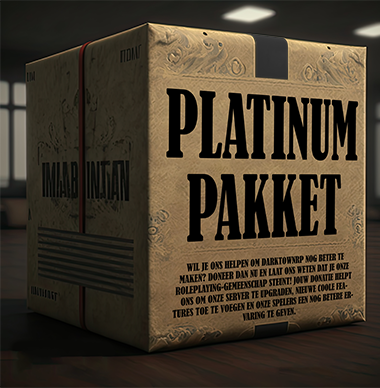 PLATINUM
PAKKET
WIL JE ONS HELPEN OM DARKTOWNRP NOG BETER TE
MAKEN? DONEER DAN NU EN LAAT ONS WETEN DAT JE ONZE
ROLEPLAYING-GEMEENSCHAP STEUNT! JOUW DONATIE HELPT
ONS OM ONZE SERVER TE UPGRADEN, NIEUWE COOLE FEA-
TURES TOE TE VOEGEN EN ONZE SPELERS EEN NOG BETERE ER-
VARING TE GEVEN.